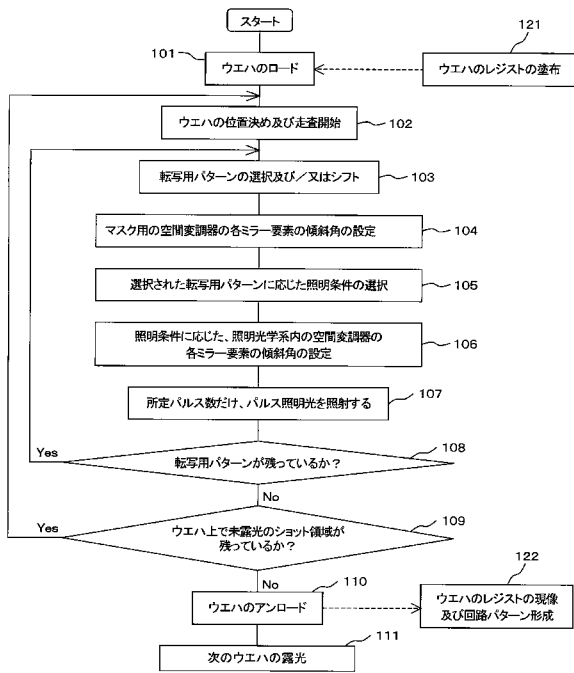 スタート
121
101
ウエハのロード
ウエハのレジストの塗布
ウエハの位置決め及び走査開始
102
転写用パターンの選択及び／又はシフト
103
マスク用の空間変調器の各ミラー要素の傾斜角の設定
104
選択された転写用パターンに応じた照明条件の選択
105
照明条件に応じた、照明光学系内の空間変調器の
各ミラー要素の傾斜角の設定
106
所定パルス数だけ、パルス照明光を照射する
107
Yes
転写用パターンが残っているか？
108
No
Yes
ウエハ上で未露光のショット領域が
残っているか？
109
No
110
122
ウエハのアンロード
ウエハのレジストの現像
及び回路パターン形成
111
次のウエハの露光